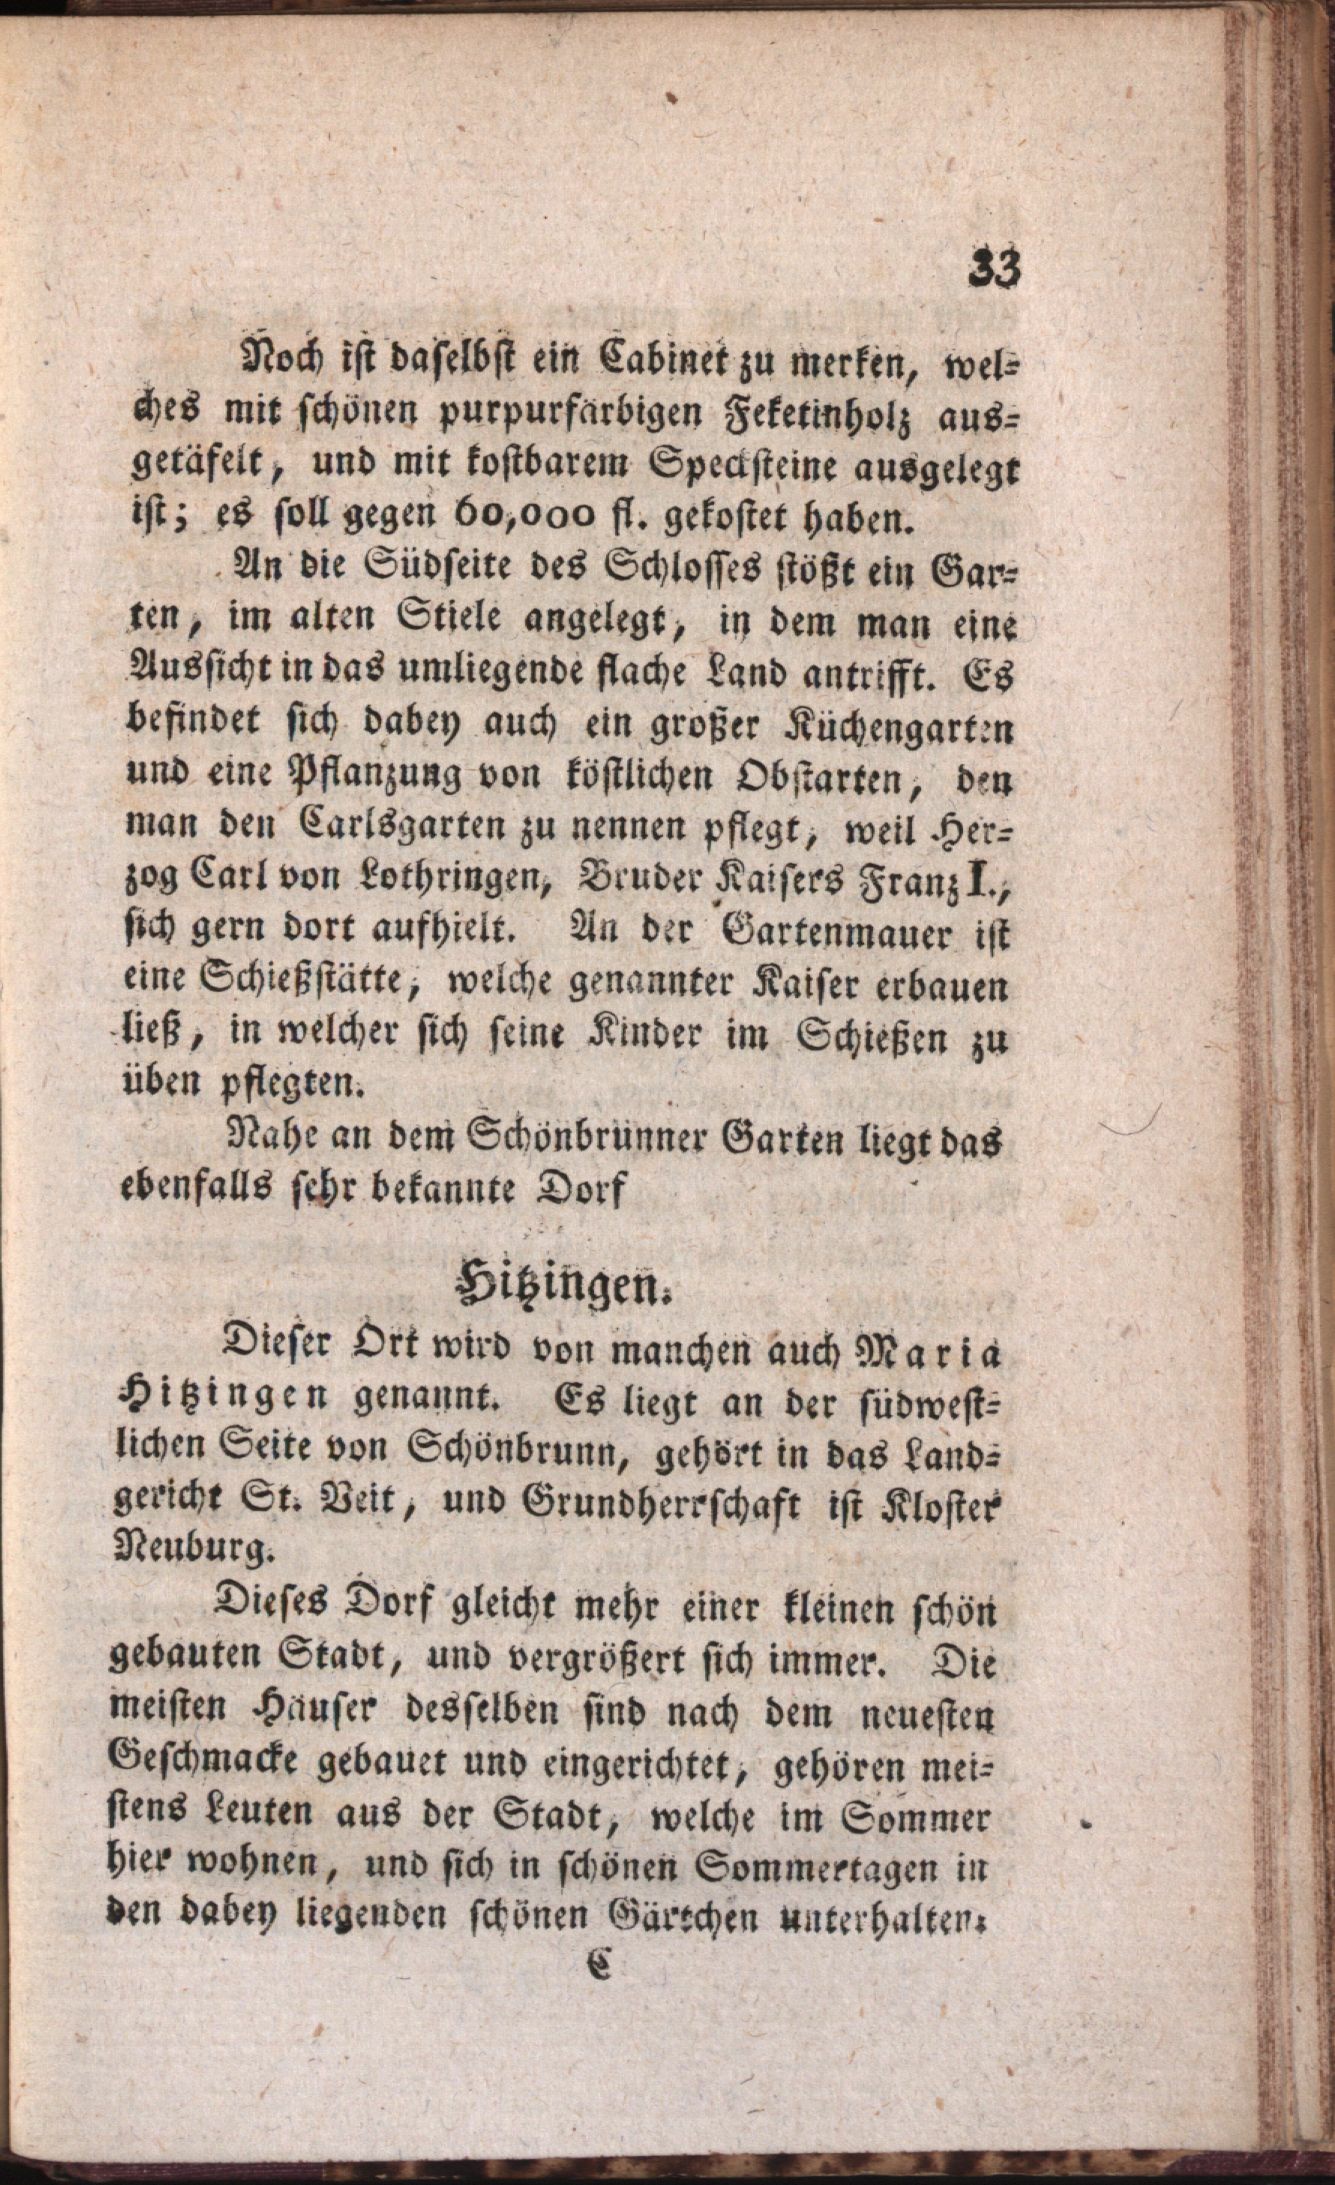 33
Noch ist daselbst ein Cabinet zu merken, wel=
ches mit schönen purpurfärbigen Feketinholz aus=
getäfelt, und mit kostbarem Specksteine ausgelegt
ist; es soll gegen 60,000 fl. gekostet haben.
An die Südseite des Schlosses stößt ein Gar=
ten, im alten Stiele angelegt, in dem man eine
Aussicht in das umliegende flache Land antrifft. Es
befindet sich dabey auch ein großer Küchengarten
und eine Pflanzung von köstlichen Obstarten, den
man den Carlsgarten zu nennen pflegt, weil Her=
zog Carl von Lothringen, Bruder Kaisers Franz I.,
sich gern dort aufhielt. An der Gartenmauer ist
eine Schießstätte, welche genannter Kaiser erbauen
ließ, in welcher sich seine Kinder im Schießen zu
üben pflegten.
Nahe an dem Schönbrunner Garten liegt das
ebenfalls sehr bekannte Dorf
Hitzingen.
Dieser Ort wird von manchen auch Maria
Hitzingen genannt. Es liegt an der südwest=
lichen Seite von Schönbrunn, gehört in das Land=
gericht St. Veit, und Grundherrschaft ist Kloster
Neuburg.
Dieses Dorf gleicht mehr einer kleinen schön
gebauten Stadt, und vergrößert sich immer. Die
meisten Häuser desselben sind nach dem neuesten
Geschmacke gebauet und eingerichtet, gehören mei=
stens Leuten aus der Stadt, welche im Sommer
hier wohnen, und sich in schönen Sommertagen in
den dabey liegenden schönen Gärtchen unterhalten.
C